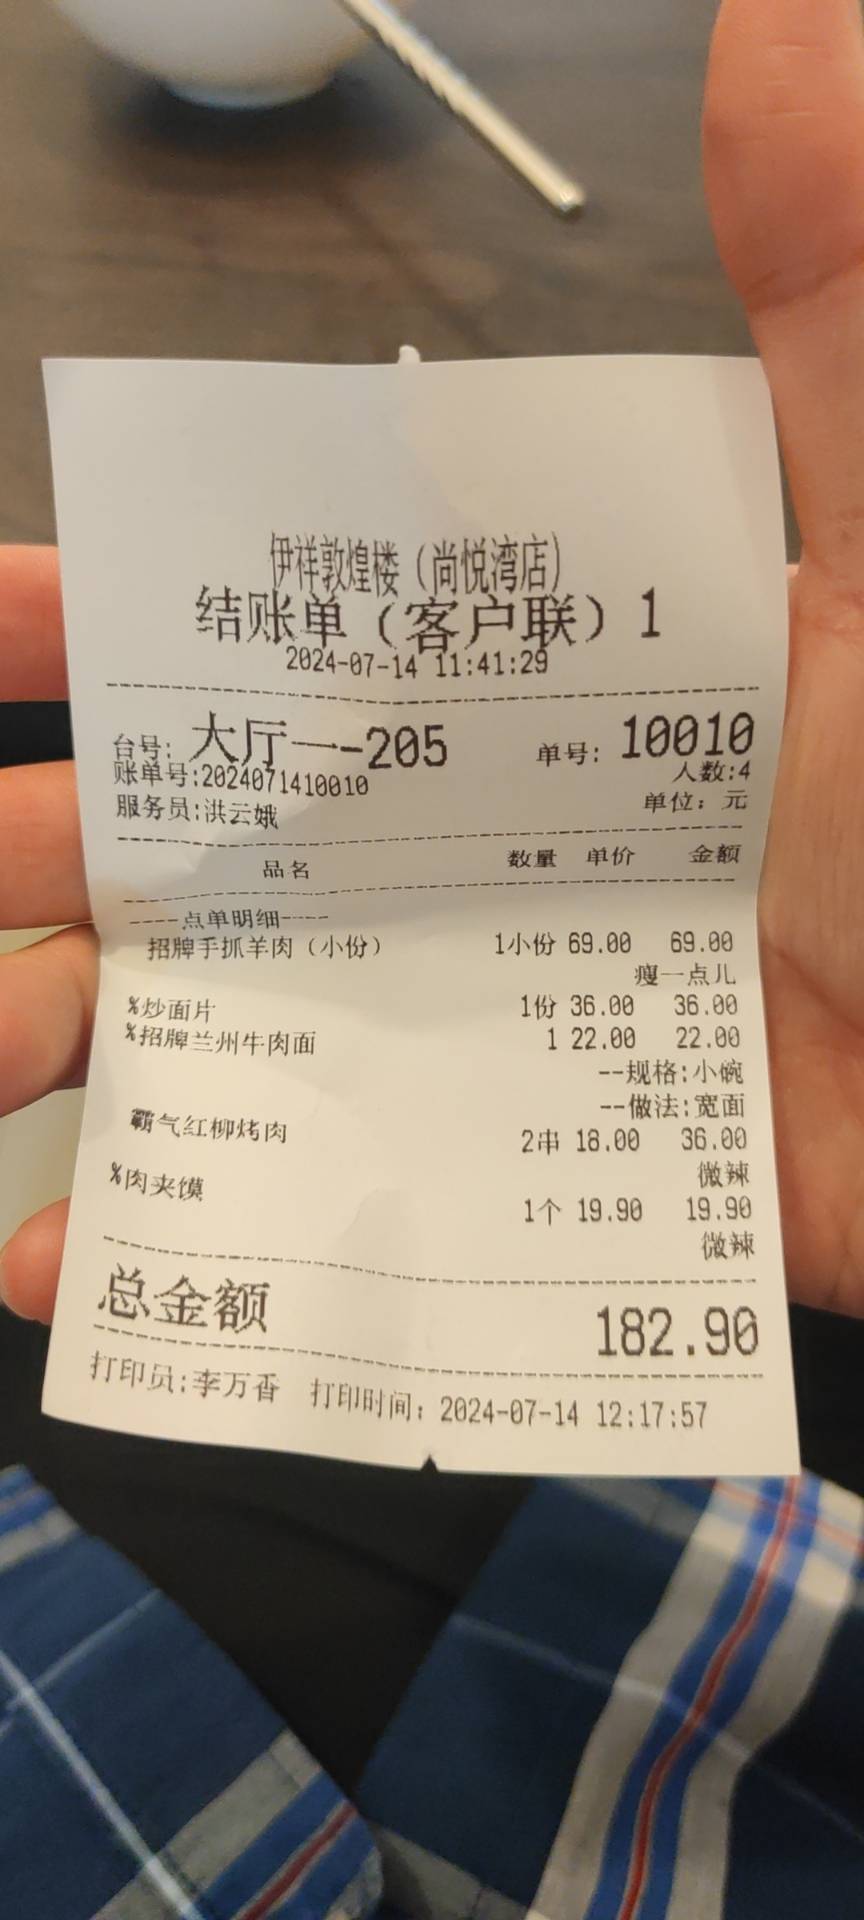 伊祥敦煌楼（尚悦湾店）
结账单（客户联）1
2024-07-14 11:41:29
台号: 大厅一-205 单号: 10010
账单号:2024071410010 人数:4
服务员:洪云娥 单位: 元
品名 数量 单价 金额
----点单明细----
招牌手抓羊肉（小份） 1小份 69.00 69.00
瘦一点儿
%炒面片 1份 36.00 36.00
%招牌兰州牛肉面 1 22.00 22.00
--规格:小碗
--做法:宽面
霸气红柳烤肉 2串 18.00 36.00
微辣
%肉夹馍 1个 19.90 19.90
微辣
总金额 182.90
打印员:李万香 打印时间: 2024-07-14 12:17:57